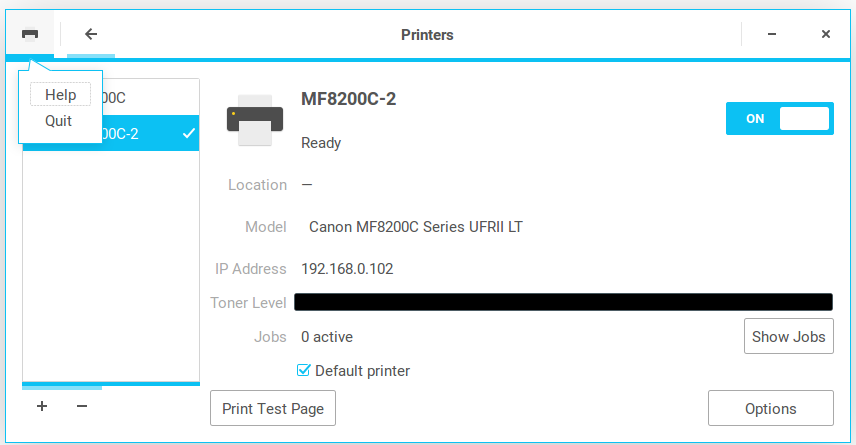 Printers
Help
Quit
00C
00C-2
MF8200C-2
ON
Ready
Location —
Model Canon MF8200C Series UFRII LT
IP Address 192.168.0.102
Toner Level
Jobs 0 active
Show Jobs
Default printer
Print Test Page
Options